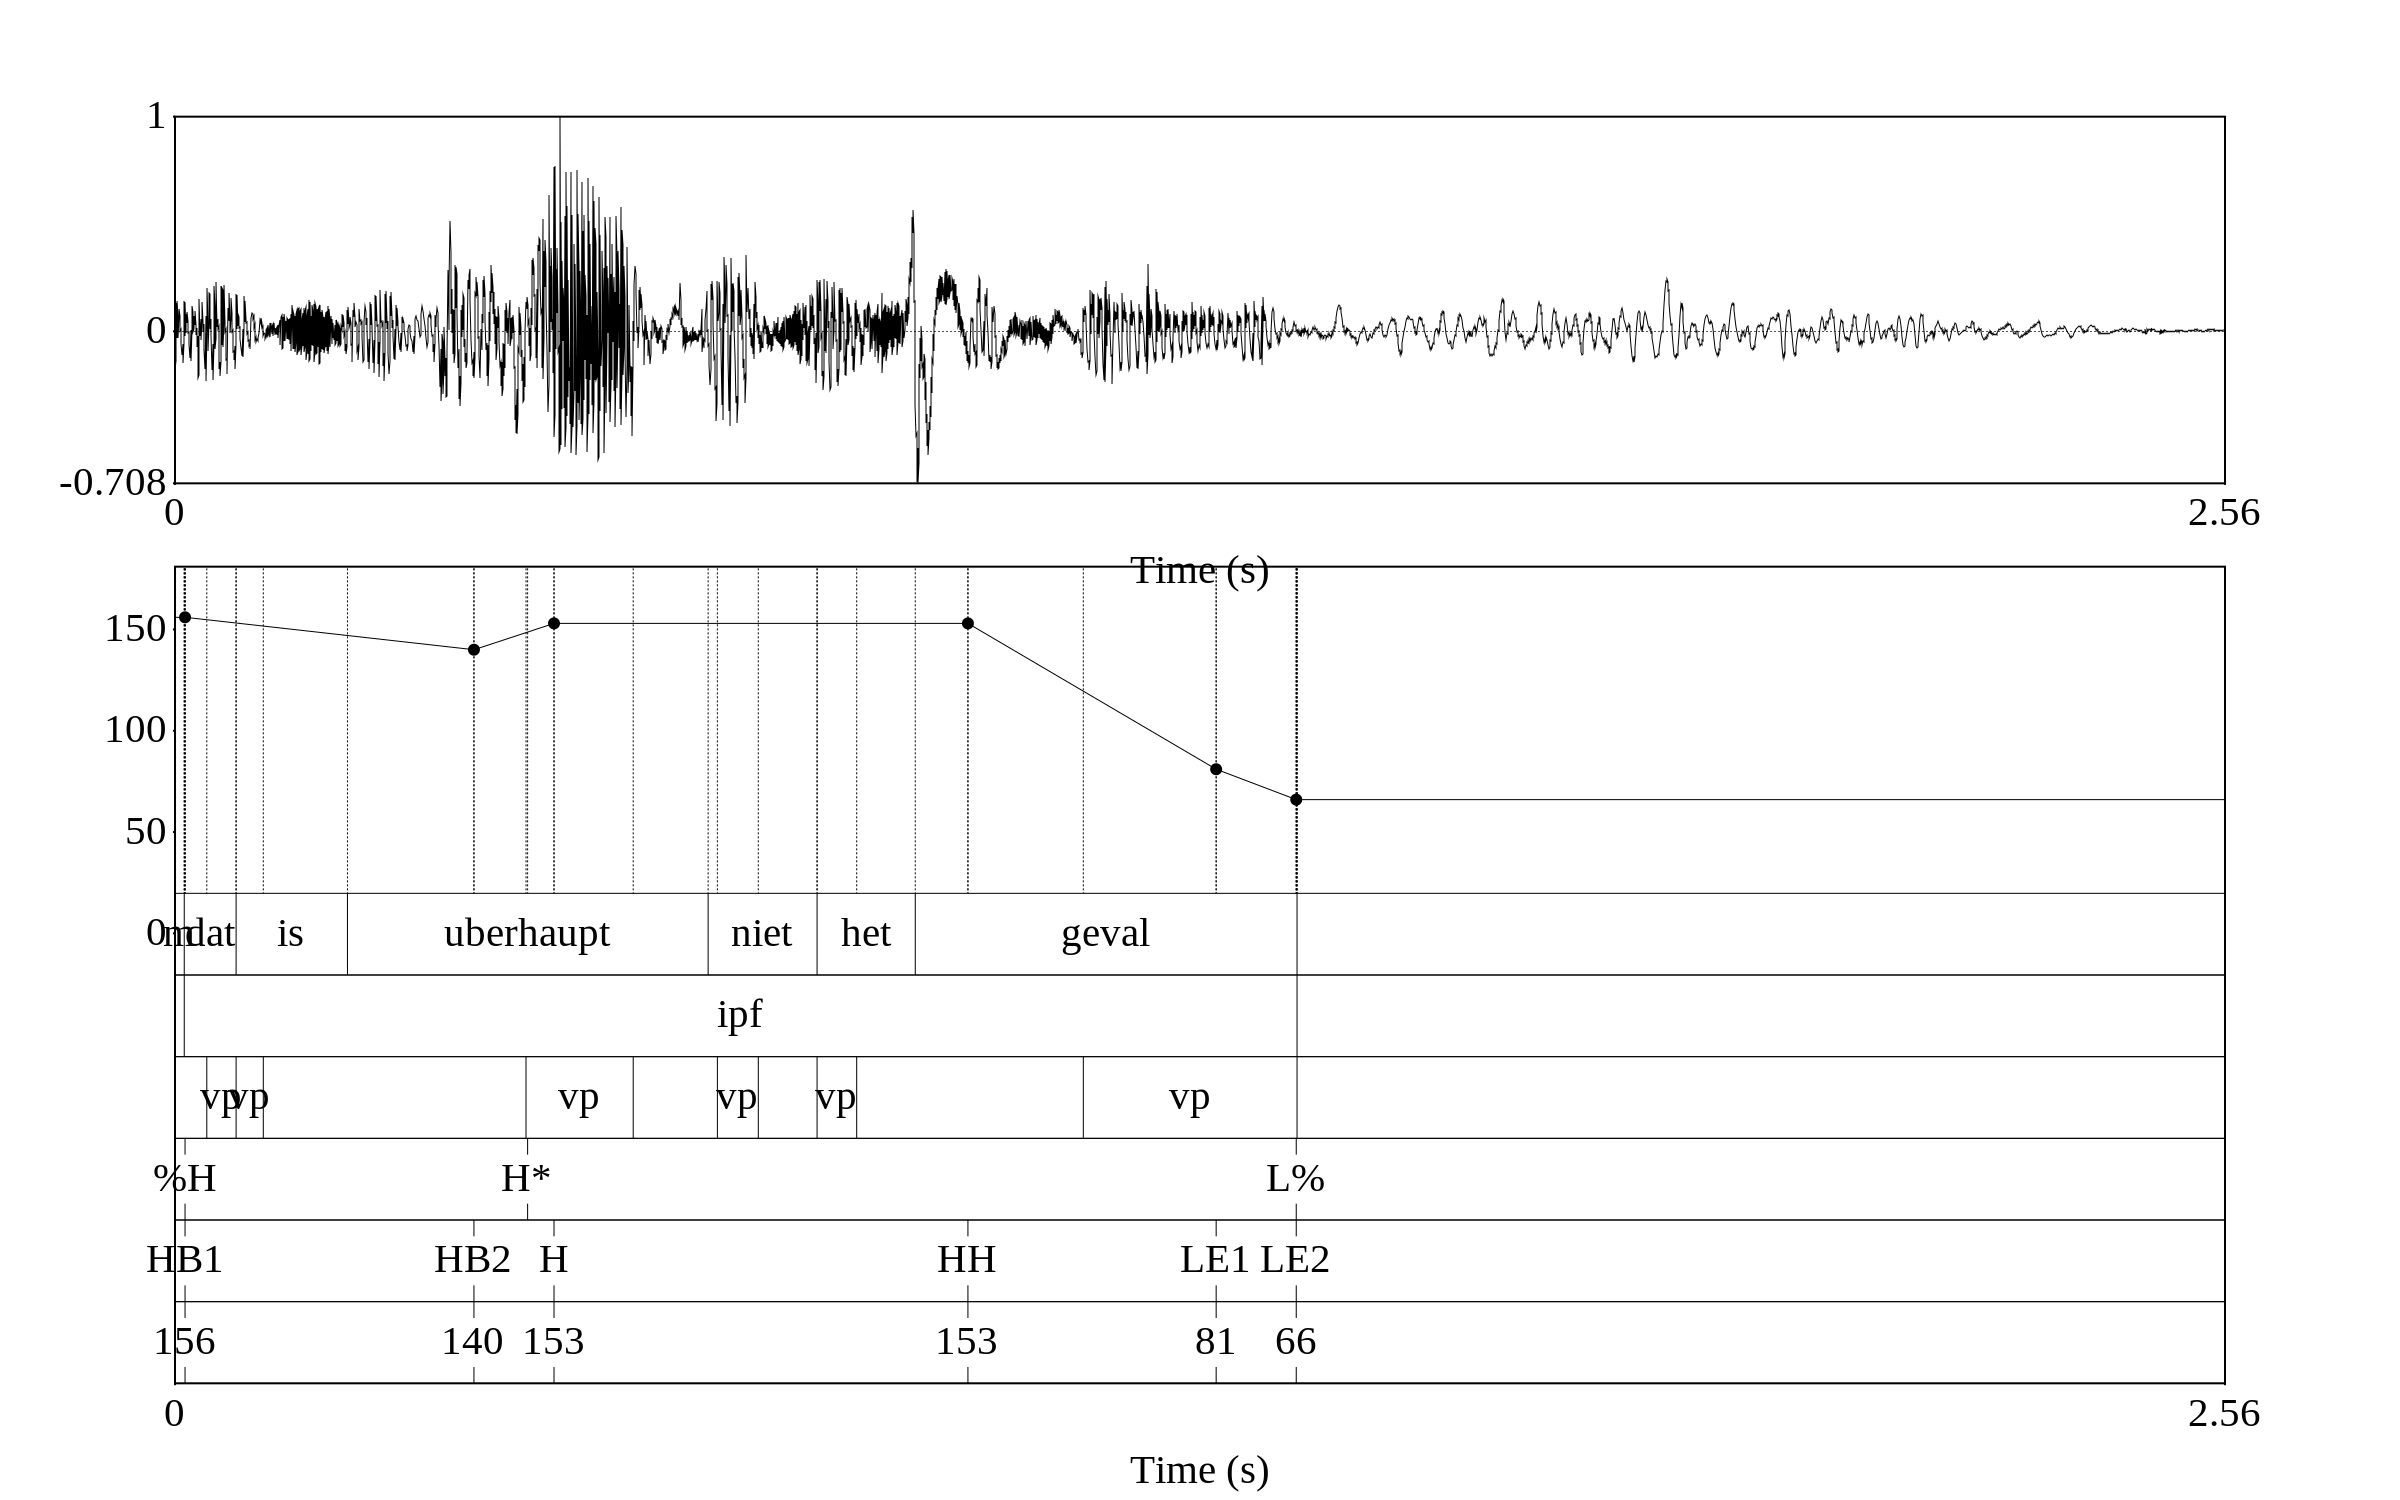 1
0
-0.708
0 2.56
Time (s)
150
100
50
0
m dat is uberhaupt niet het geval
ipf
vp vp vp vp vp vp
%H H* L%
HB1 HB2 H HH LE1 LE2
156 140 153 153 81 66
0 2.56
Time (s)